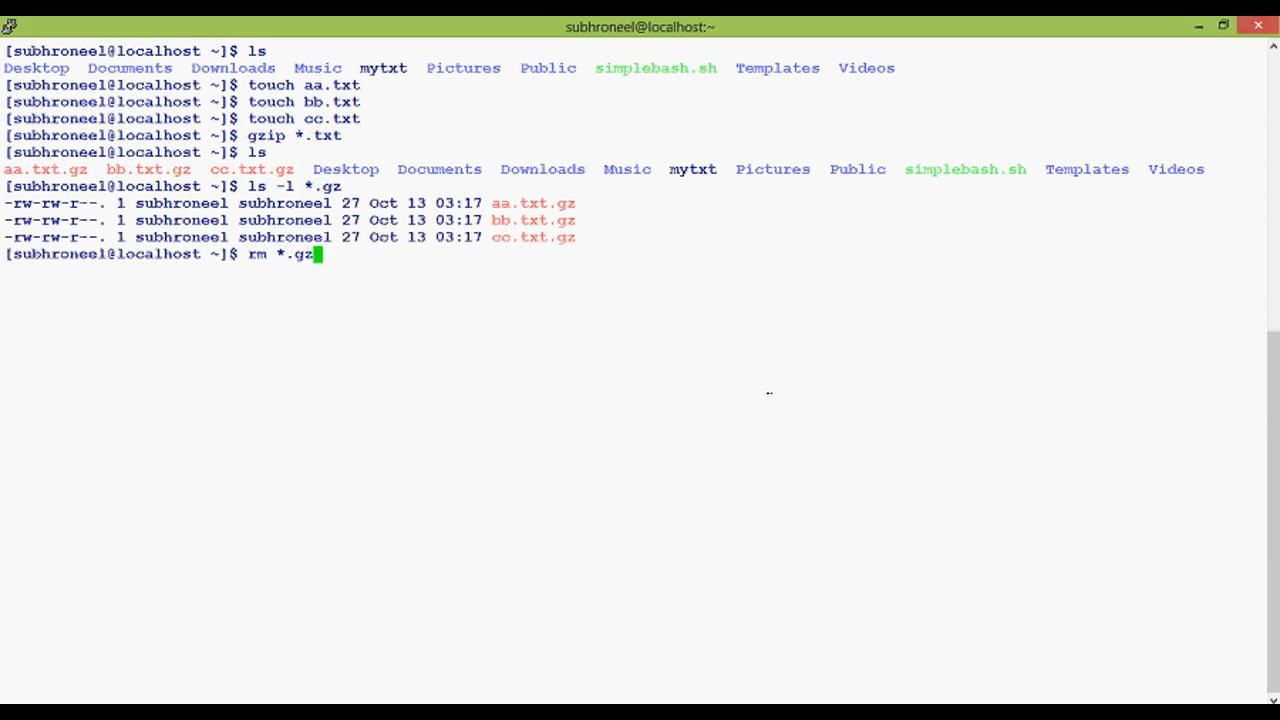 subhroneel@localhost:~
[subhroneel@localhost ~]$ ls
Desktop Documents Downloads Music mytxt Pictures Public simplebash.sh Templates Videos
[subhroneel@localhost ~]$ touch aa.txt
[subhroneel@localhost ~]$ touch bb.txt
[subhroneel@localhost ~]$ touch cc.txt
[subhroneel@localhost ~]$ gzip *.txt
[subhroneel@localhost ~]$ ls
aa.txt.gz bb.txt.gz cc.txt.gz Desktop Documents Downloads Music mytxt Pictures Public simplebash.sh Templates Videos
[subhroneel@localhost ~]$ ls -l *.gz
-rw-rw-r--. 1 subhroneel subhroneel 27 Oct 13 03:17 aa.txt.gz
-rw-rw-r--. 1 subhroneel subhroneel 27 Oct 13 03:17 bb.txt.gz
-rw-rw-r--. 1 subhroneel subhroneel 27 Oct 13 03:17 cc.txt.gz
[subhroneel@localhost ~]$ rm *.gz